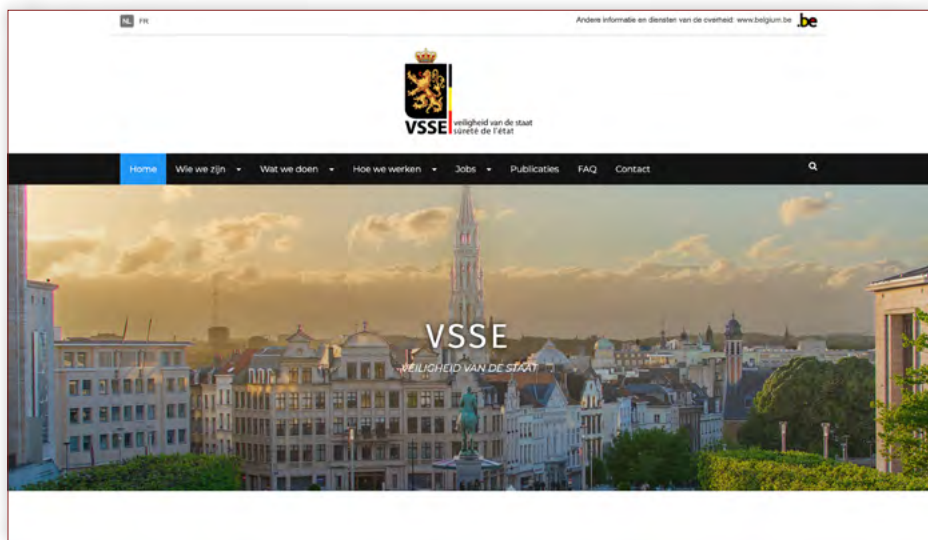 NL FR Andere informatie en diensten van de overheid www.belgium.be .be
VSSE veiligheid van de staat
sûreté de l'état
Home Wie we zijn Wat we doen Hoe we werken Jobs Publicaties FAQ Contact
VSSE
VEILIGHEID VAN DE STAAT